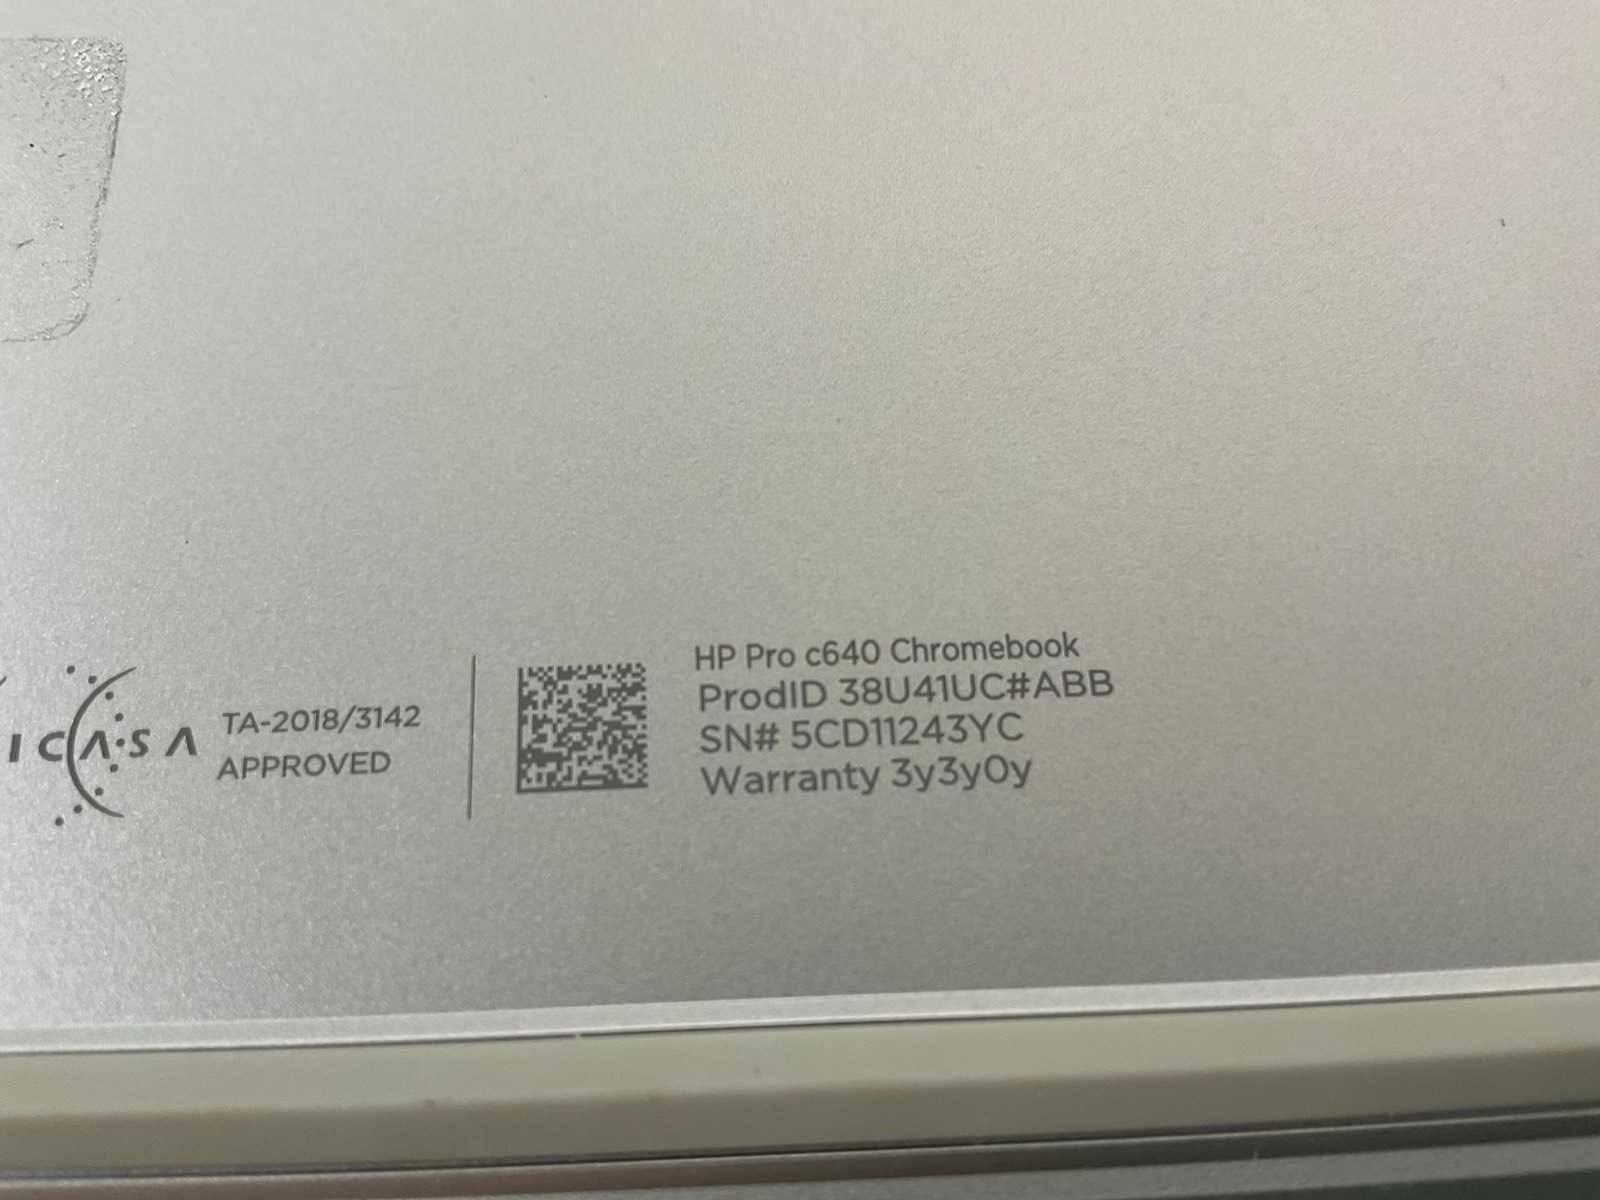 ICASA
TA-2018/3142
APPROVED
HP Pro c640 Chromebook
ProdID 38U41UC#ABB
SN# 5CD11243YC
Warranty 3y3y0y